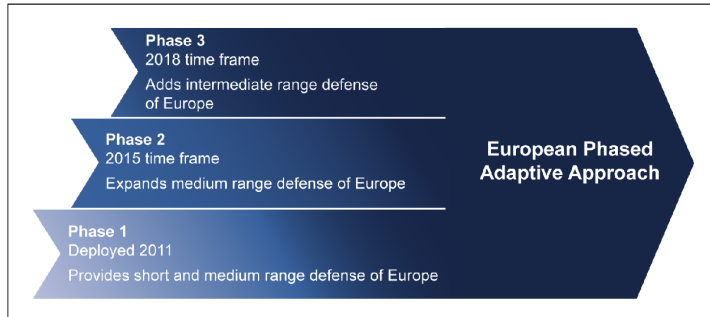 Phase 3
2018 time frame
Adds intermediate range defense
of Europe
Phase 2
2015 time frame
Expands medium range defense of Europe
Phase 1
Deployed 2011
Provides short and medium range defense of Europe
European Phased
Adaptive Approach